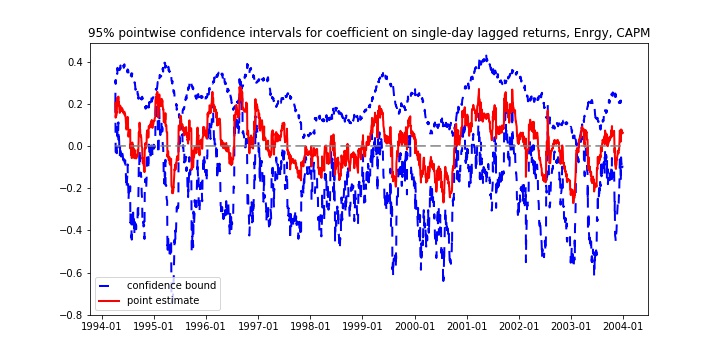 95% pointwise confidence intervals for coefficient on single-day lagged returns, Enrgy, CAPM
0.4
0.2
0.0
−0.2
−0.4
−0.6
−0.8
confidence bound
point estimate
1994-01 1995-01 1996-01 1997-01 1998-01 1999-01 2000-01 2001-01 2002-01 2003-01 2004-01